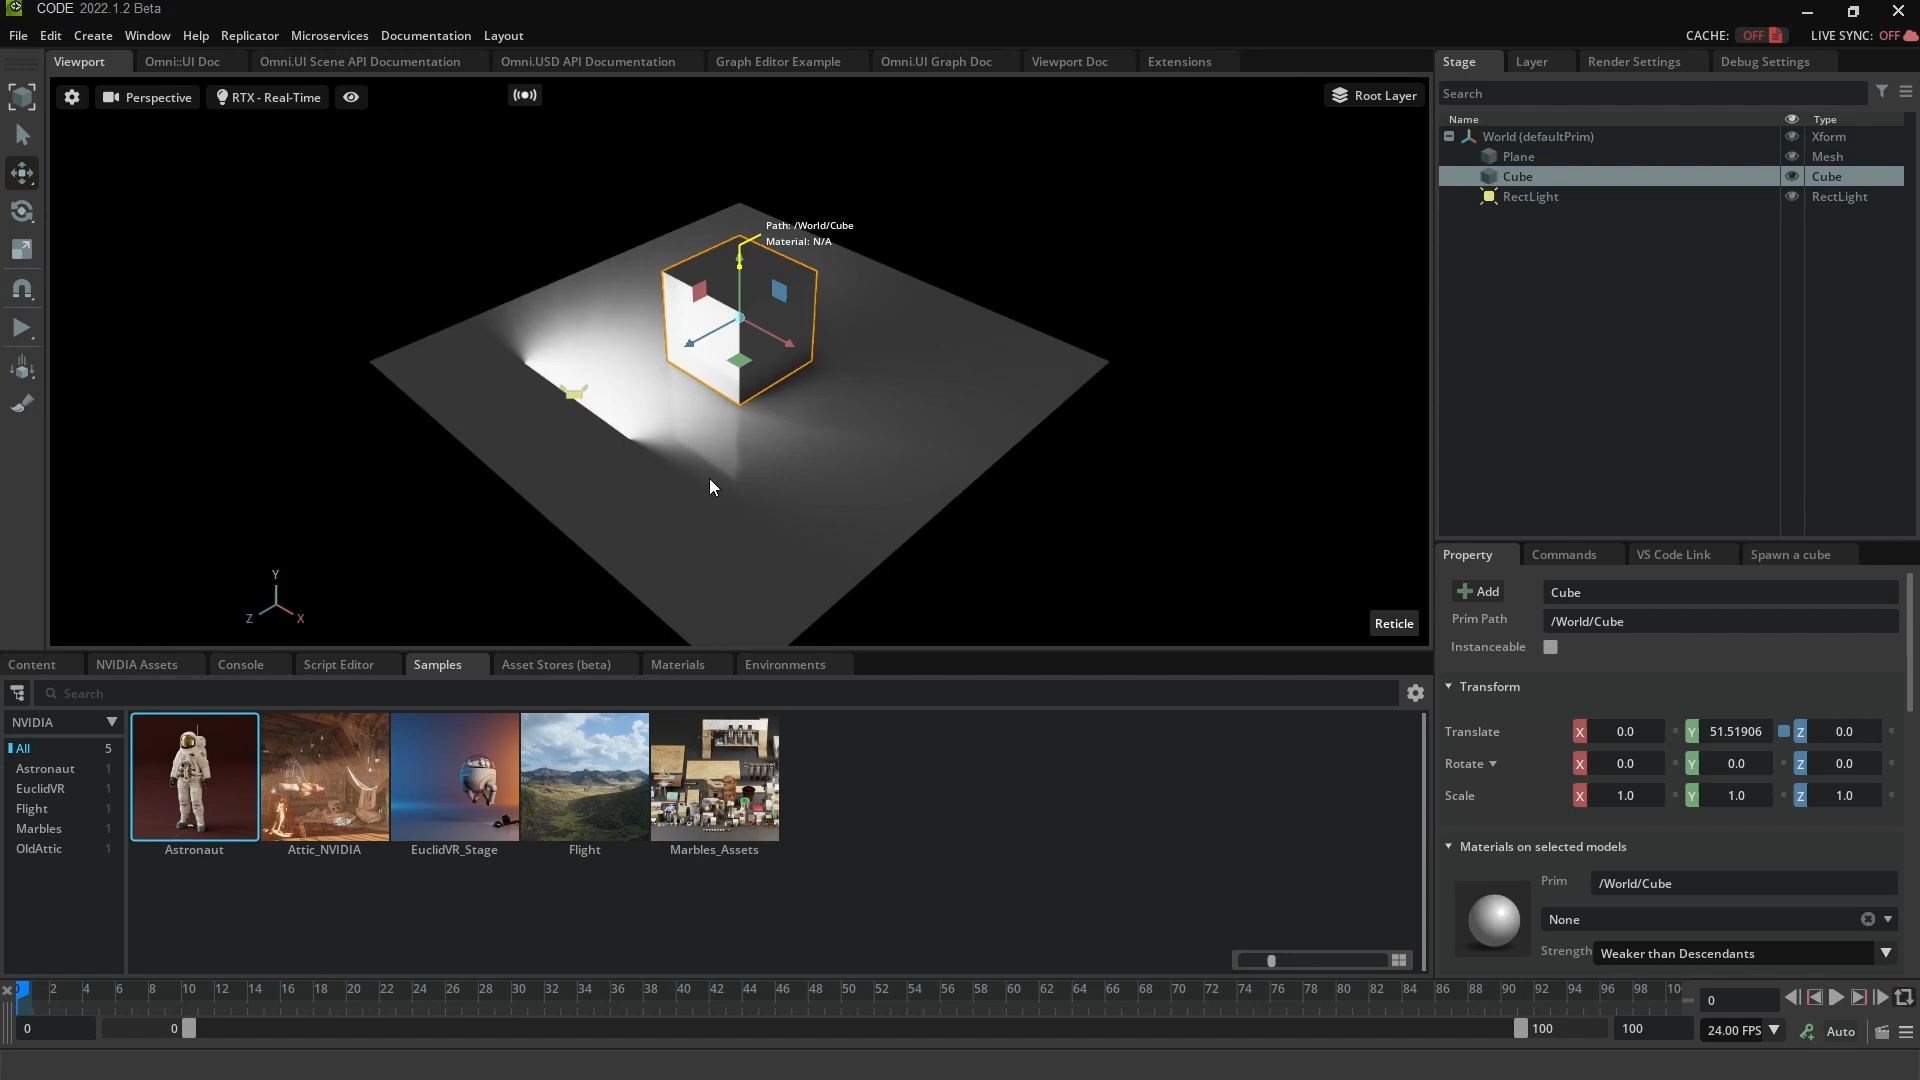 CODE 2022.1.2 Beta
File Edit Create Window Help Replicator Microservices Documentation Layout
CACHE: OFF LIVE SYNC: OFF
Viewport Omni::UI Doc Omni.UI Scene API Documentation Omni.USD API Documentation Graph Editor Example Omni.UI Graph Doc Viewport Doc Extensions
Perspective RTX - Real-Time Root Layer
Path: /World/Cube
Material: N/A
Y
Z X
Reticle
Stage Layer Render Settings Debug Settings
Search
Name Type
World (defaultPrim) Xform
Plane Mesh
Cube Cube
RectLight RectLight
Property Commands VS Code Link Spawn a cube
Add Cube
Prim Path /World/Cube
Instanceable
Transform
Translate X 0.0 Y 51.51906 Z 0.0
Rotate X 0.0 Y 0.0 Z 0.0
Scale X 1.0 Y 1.0 Z 1.0
Materials on selected models
Prim /World/Cube
None
Strength Weaker than Descendants
Content NVIDIA Assets Console Script Editor Samples Asset Stores (beta) Materials Environments
Search
NVIDIA
All 5
Astronaut 1
EuclidVR 1
Flight 1
Marbles 1
OldAttic 1
Astronaut Attic_NVIDIA EuclidVR_Stage Flight Marbles_Assets
2 4 6 8 10 12 14 16 18 20 22 24 26 28 30 32 34 36 38 40 42 44 46 48 50 52 54 56 58 60 62 64 66 68 70 72 74 76 78 80 82 84 86 88 90 92 94 96 98 10
0
0 0 100 100 24.00 FPS Auto